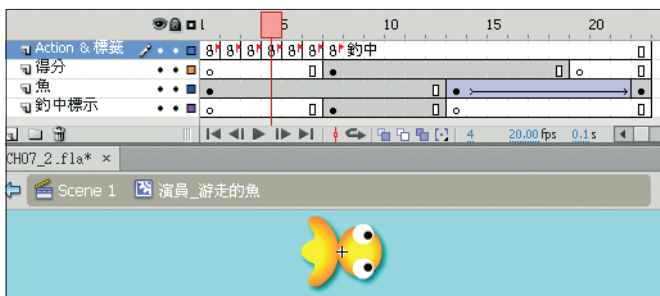 1 5 10 15 20
Action & 標籤 釣中
得分
魚
釣中標示
4 20.00 fps 0.1 s
CH07_2.fla* ×
Scene 1 演員_游走的魚